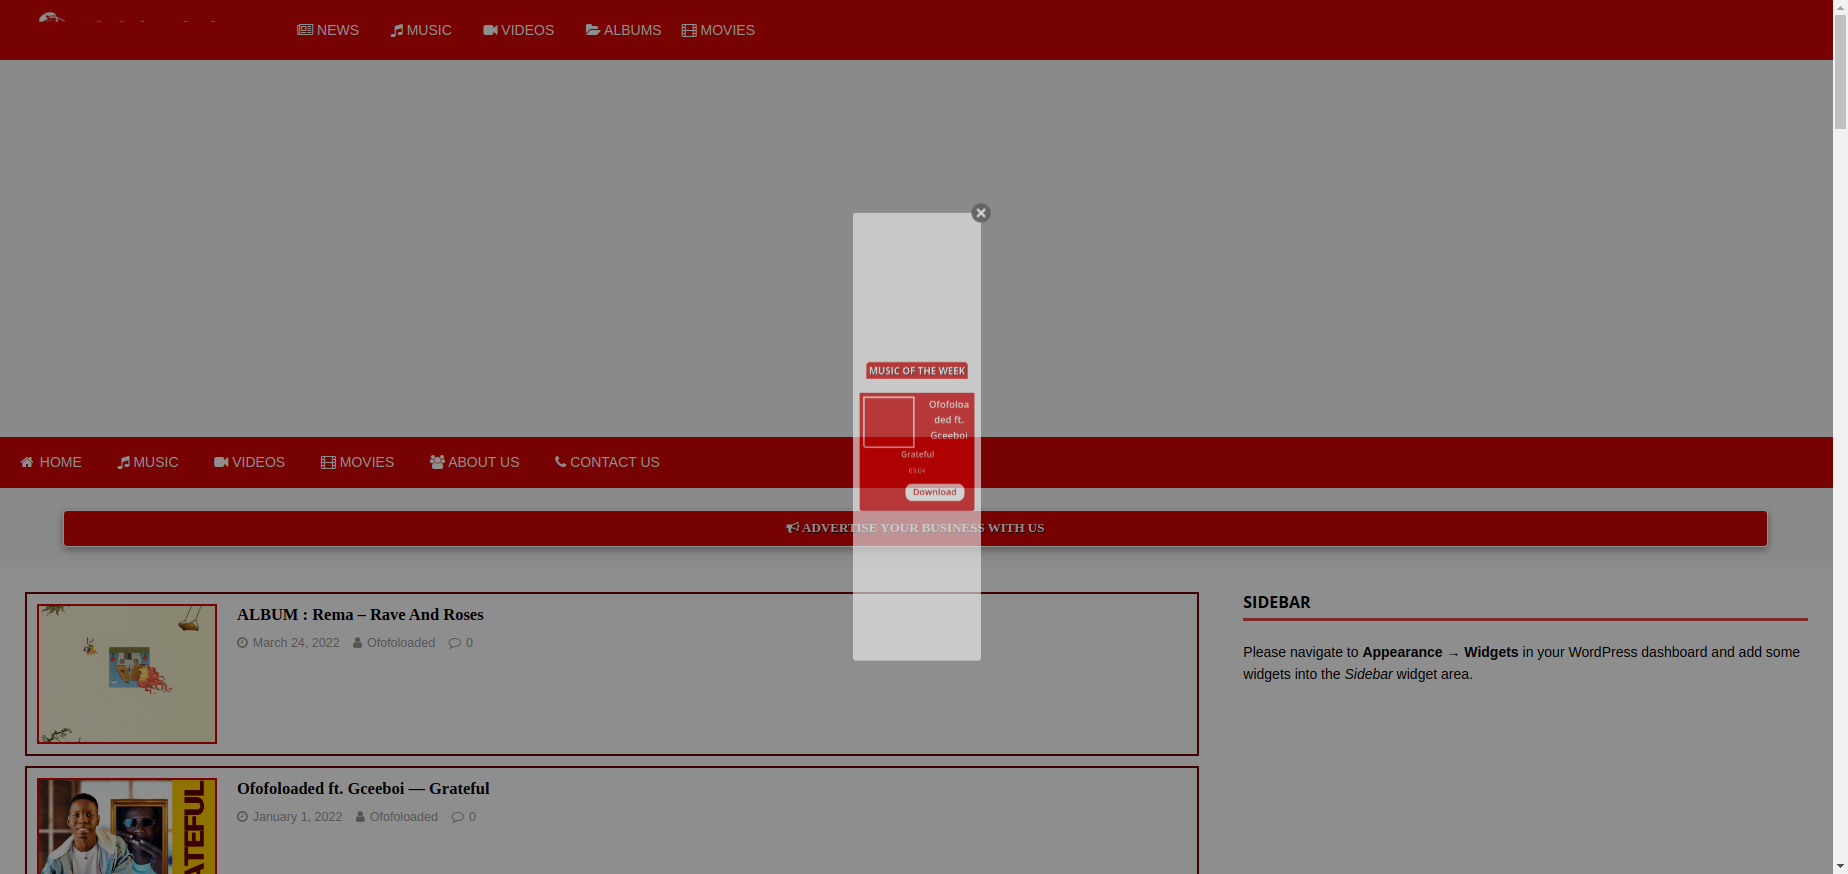 NEWS MUSIC VIDEOS ALBUMS MOVIES
MUSIC OF THE WEEK
Ofofoloa
ded ft.
Gceeboi
Grateful
03:04
Download
HOME MUSIC VIDEOS MOVIES ABOUT US CONTACT US
ADVERTISE YOUR BUSINESS WITH US
ALBUM : Rema – Rave And Roses
March 24, 2022 Ofofoloaded 0
Ofofoloaded ft. Gceeboi — Grateful
January 1, 2022 Ofofoloaded 0
ATEFUL
SIDEBAR
Please navigate to Appearance → Widgets in your WordPress dashboard and add some
widgets into the Sidebar widget area.